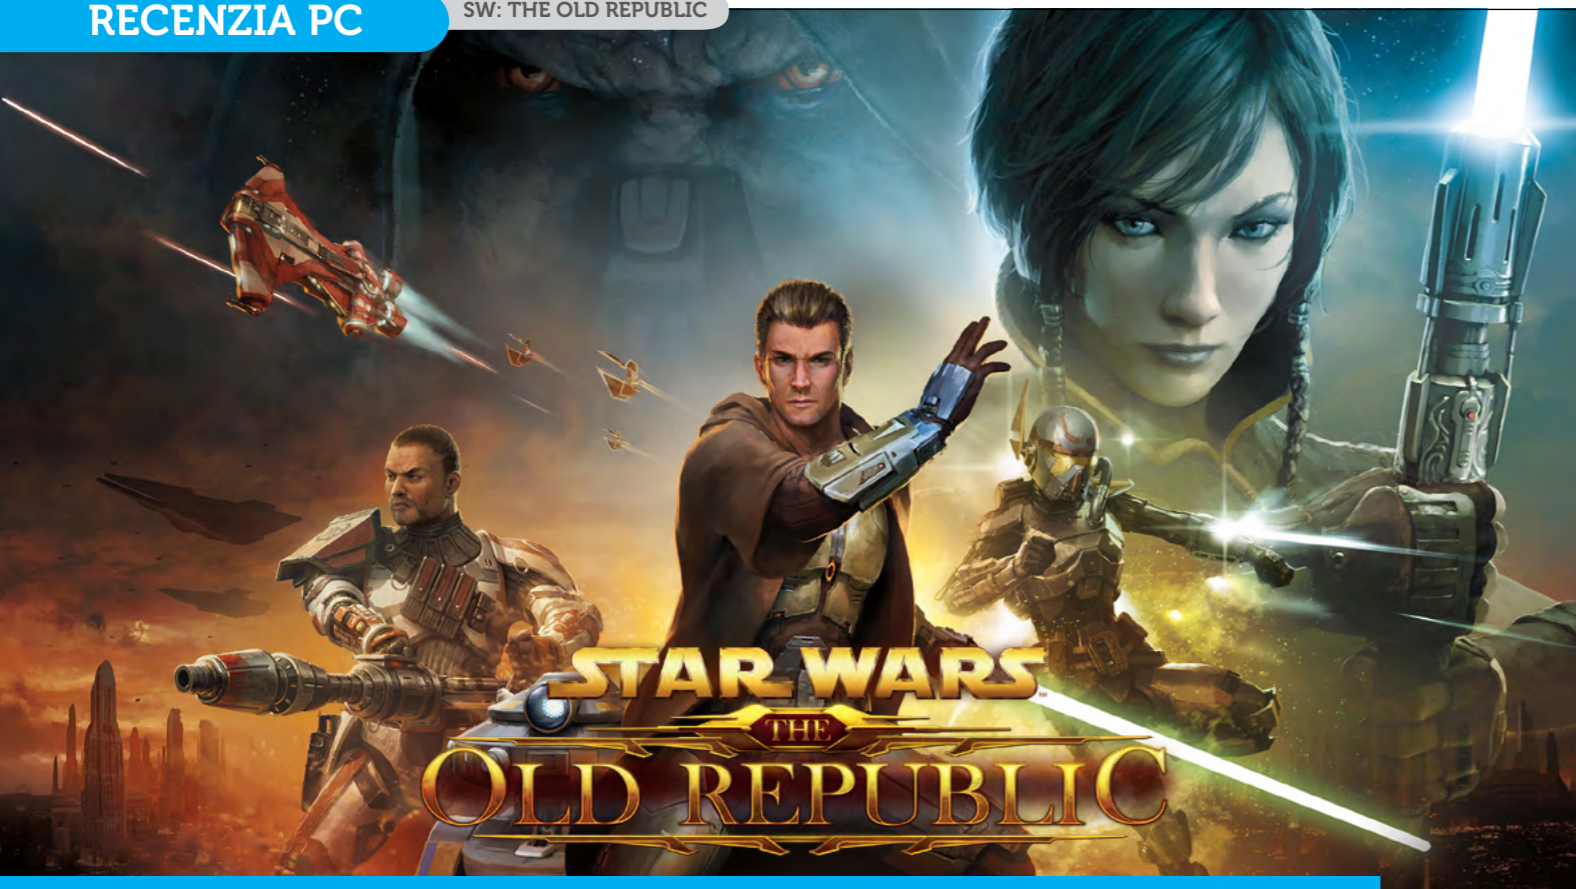 RECENZIA PC
SW: THE OLD REPUBLIC
STAR WARS
THE
OLD REPUBLIC